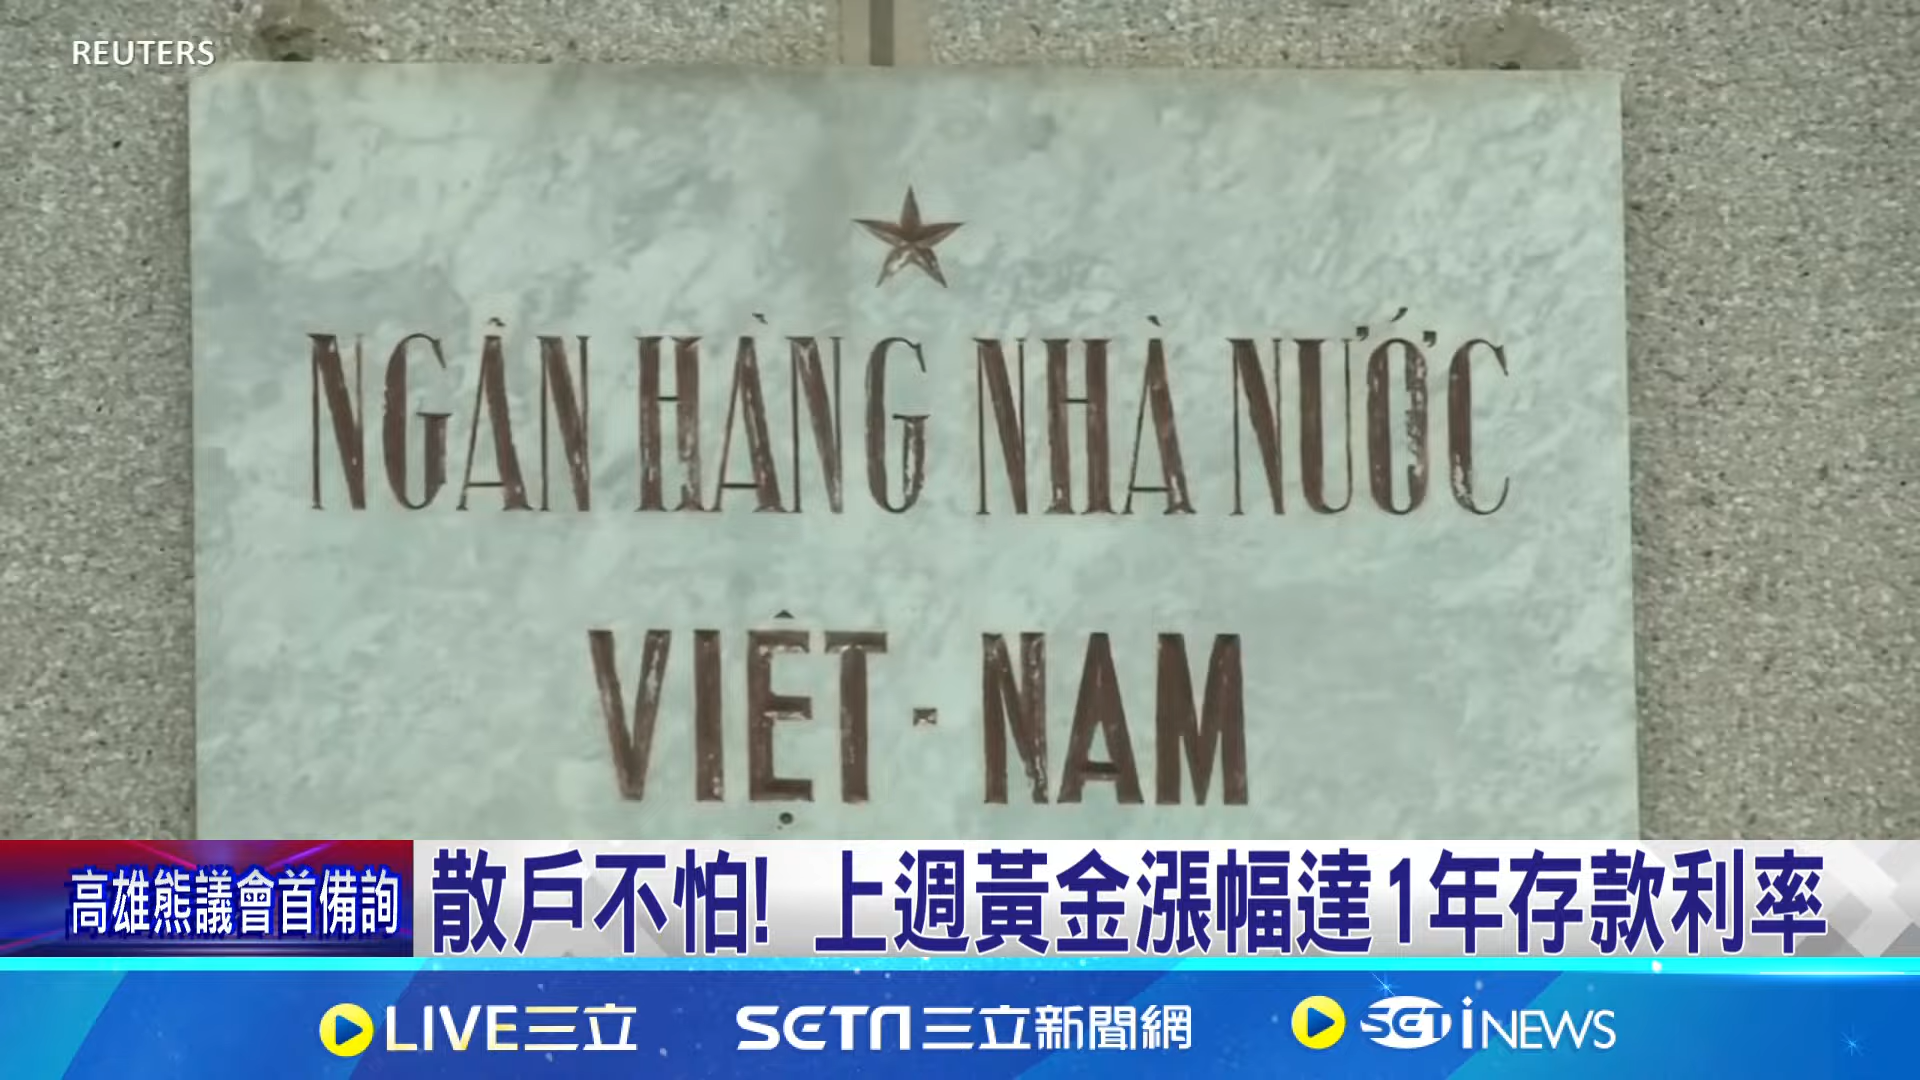 REUTERS
NGÂN HÀNG NHÀ NƯỚC
VIỆT-NAM
高雄熊議會首備詢
散戶不怕! 上週黃金漲幅達1年存款利率
LIVE三立 SETN三立新聞網 SETiNEWS